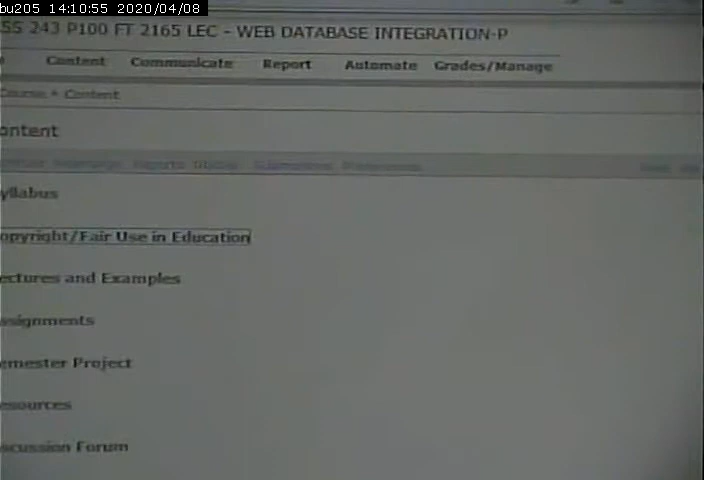 bu205 14:10:55 2020/04/08
SS 243 P100 FT 2165 LEC - WEB DATABASE INTEGRATION-P
Content Communicate Report Automate Grades/Manage
Course • Content
ontent
yllabus
opyright/Fair Use in Education
ectures and Examples
ssignments
emester Project
esources
scussion Forum